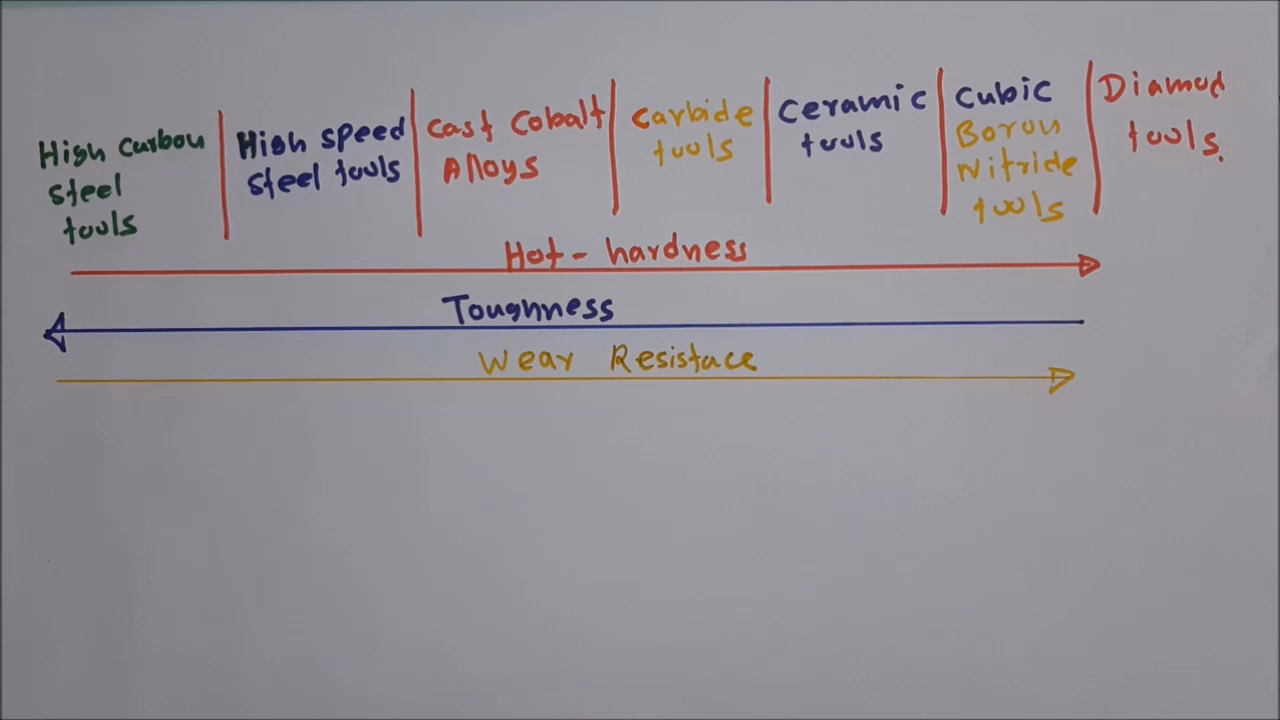 High carbon
steel
tools
High speed
steel tools
Cast Cobalt
Alloys
Carbide
tools
Ceramic
tools
Cubic
Boron
Nitride
tools
Diamod
tools.
Hot-hardness
Toughness
Wear Resistace